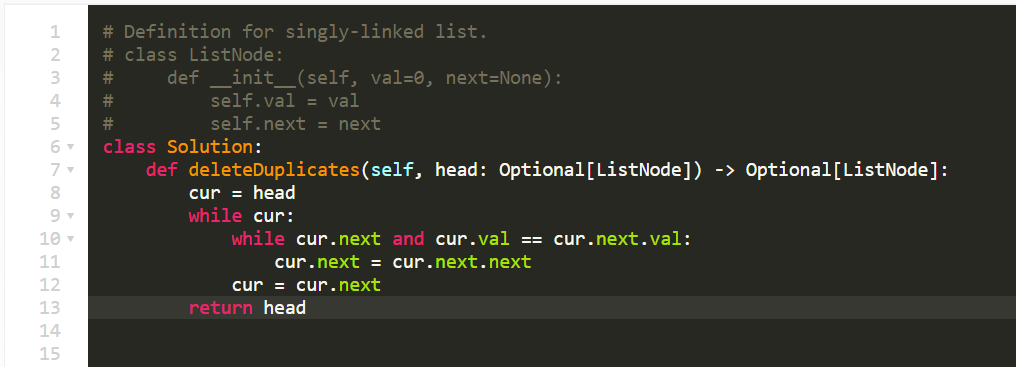 1 # Definition for singly-linked list.
2 # class ListNode:
3 #     def __init__(self, val=0, next=None):
4 #         self.val = val
5 #         self.next = next
6 class Solution:
7     def deleteDuplicates(self, head: Optional[ListNode]) -> Optional[ListNode]:
8         cur = head
9         while cur:
10             while cur.next and cur.val == cur.next.val:
11                 cur.next = cur.next.next
12             cur = cur.next
13         return head
14
15